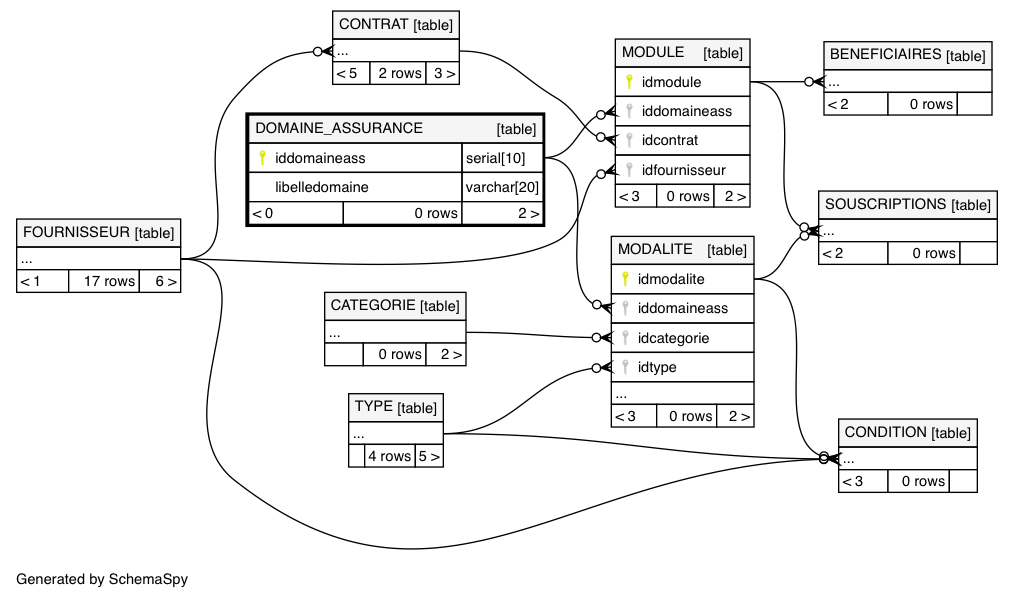 CONTRAT [table]
...
< 5 2 rows 3 >
MODULE [table]
idmodule
iddomaineass
idcontrat
idfournisseur
< 3 0 rows 2 >
BENEFICIAIRES [table]
...
< 2 0 rows
DOMAINE_ASSURANCE [table]
iddomaineass serial[10]
libelledomaine varchar[20]
< 0 0 rows 2 >
SOUSCRIPTIONS [table]
...
< 2 0 rows
FOURNISSEUR [table]
...
< 1 17 rows 6 >
MODALITE [table]
idmodalite
iddomaineass
idcategorie
idtype
...
< 3 0 rows 2 >
CATEGORIE [table]
...
0 rows 2 >
TYPE [table]
...
4 rows 5 >
CONDITION [table]
...
< 3 0 rows
Generated by SchemaSpy